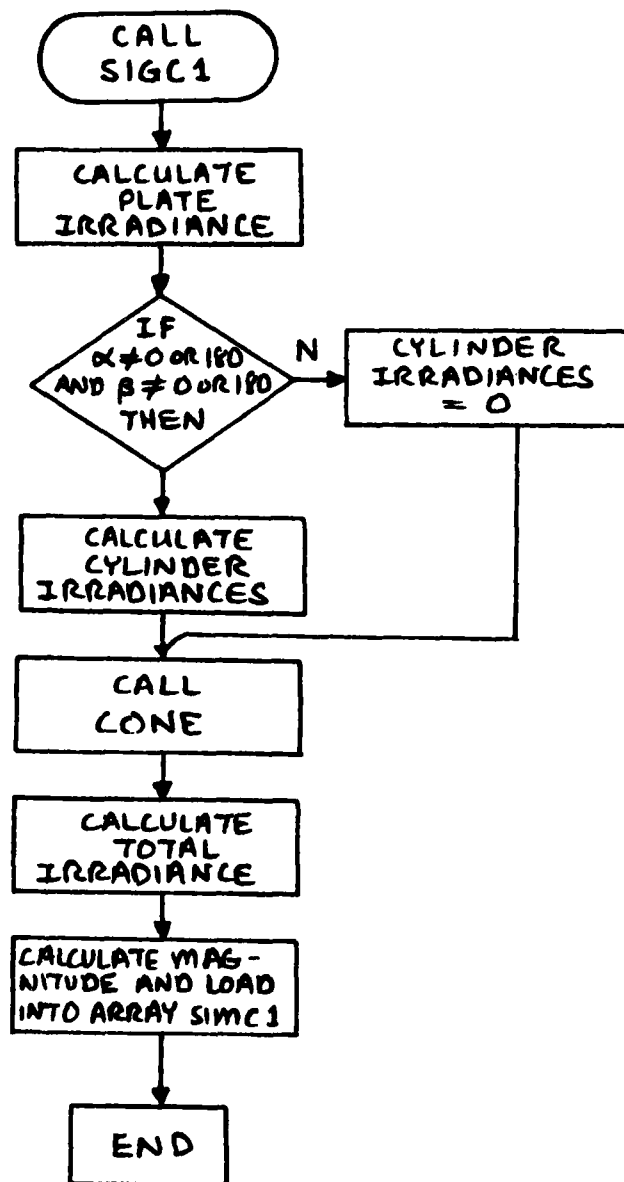 CALL
SIGC1
CALCULATE
PLATE
IRRADIANCE
IF
α≠0 OR 180
AND β≠0 OR 180
THEN
N
CYLINDER
IRRADIANCES
= 0
CALCULATE
CYLINDER
IRRADIANCES
CALL
CONE
CALCULATE
TOTAL
IRRADIANCE
CALCULATE MAG-
NITUDE AND LOAD
INTO ARRAY SIMC1
END